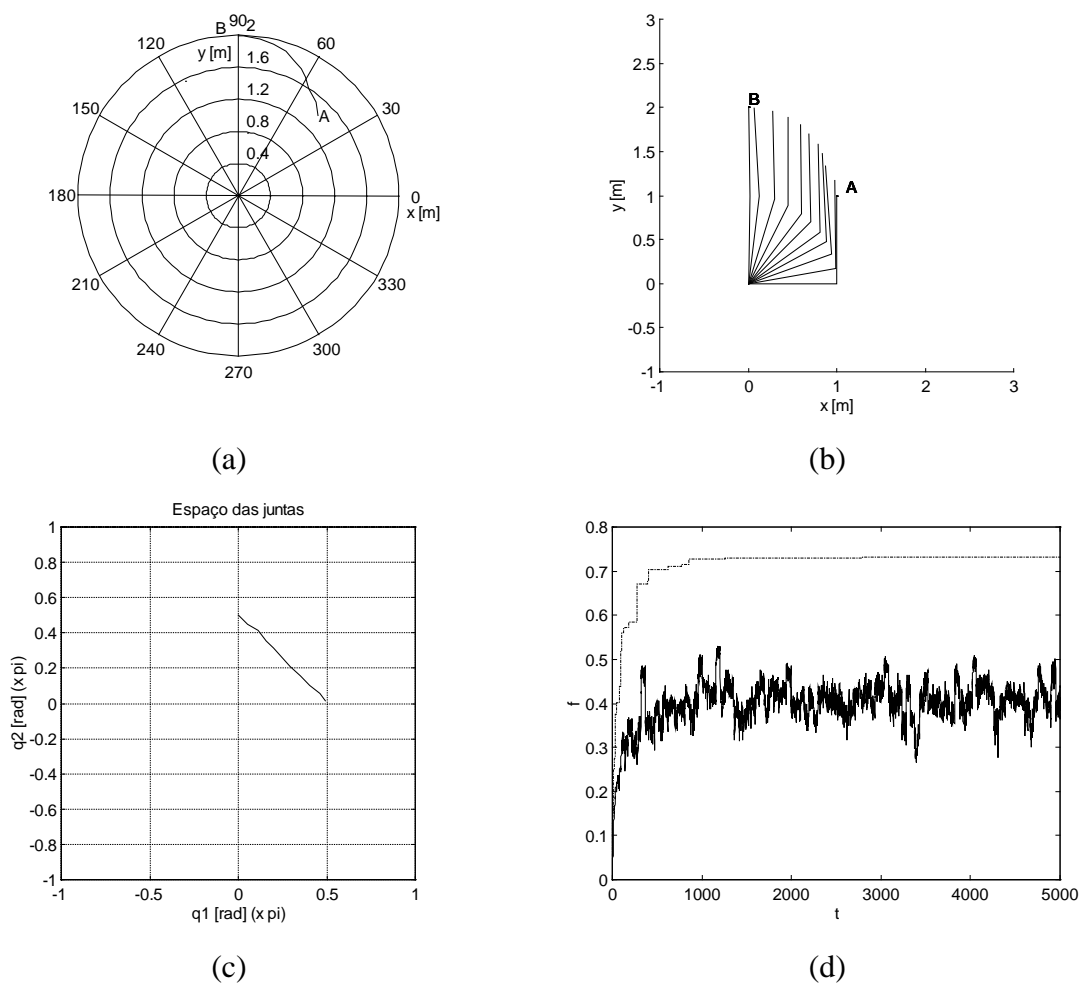 B 90 2
120 60
y [m] 1.6
1.2
150 30
0.8
A
0.4
180 0
x [m]
210 330
240 300
270
(a)
3
2.5
2
B
1.5
y [m]
1
A
0.5
0
-0.5
-1
-1 0 1 2 3
x [m]
(b)
Espaço das juntas
1
0.8
0.6
0.4
0.2
0
-0.2
-0.4
-0.6
-0.8
-1
q2 [rad] (x pi)
-1 -0.5 0 0.5 1
q1 [rad] (x pi)
(c)
0.8
0.7
0.6
0.5
f
0.4
0.3
0.2
0.1
0
0 1000 2000 3000 4000 5000
t
(d)